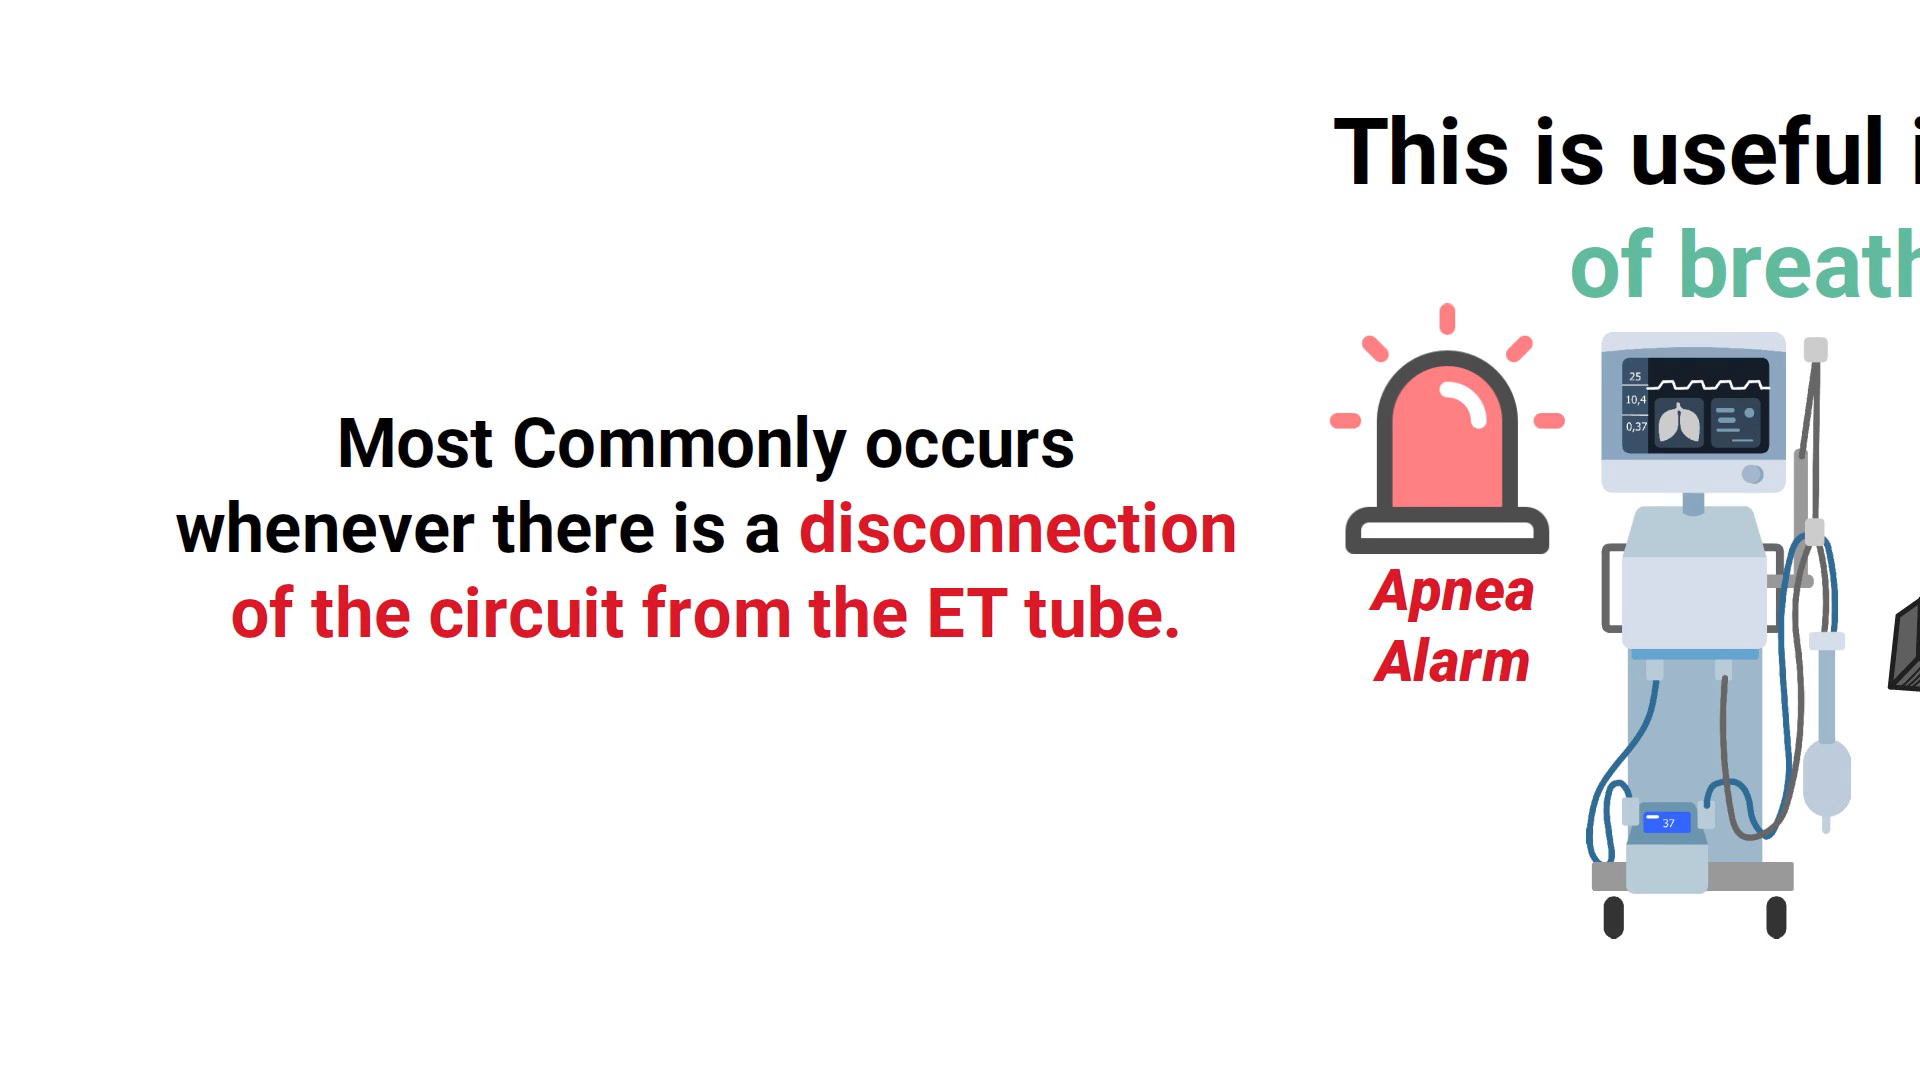 Most Commonly occurs
whenever there is a disconnection
of the circuit from the ET tube.
This is useful
of breath
Apnea
Alarm
25
10,4
0,37
37